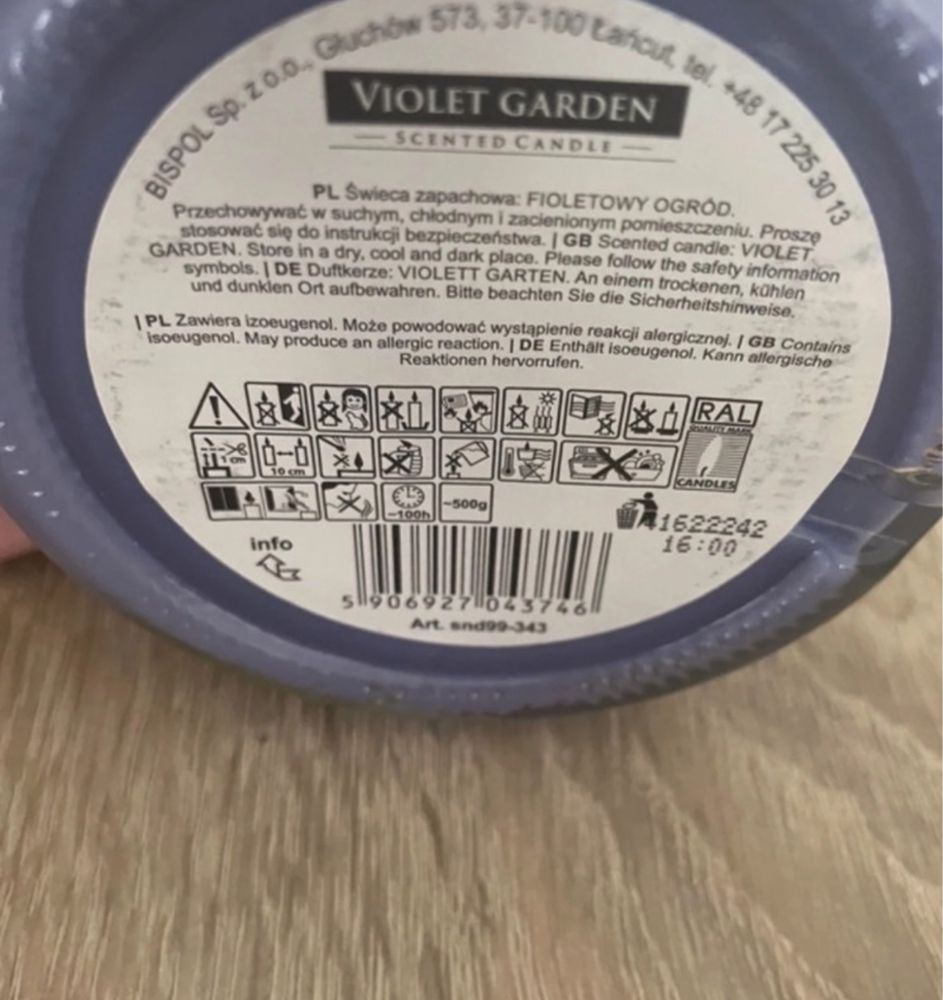 BISPOL Sp. z o.o., Głuchów 573, 37-100 Łańcut, tel. +48 17 225 30 13
VIOLET GARDEN
SCENTED CANDLE
PL Świeca zapachowa: FIOLETOWY OGRÓD.
Przechowywać w suchym, chłodnym i zacienionym pomieszczeniu. Proszę
stosować się do instrukcji bezpieczeństwa. | GB Scented candle: VIOLET
GARDEN. Store in a dry, cool and dark place. Please follow the safety information
symbols. | DE Duftkerze: VIOLETT GARTEN. An einem trockenen, kühlen
und dunklen Ort aufbewahren. Bitte beachten Sie die Sicherheitshinweise.
| PL Zawiera izoeugenol. Może powodować wystąpienie reakcji alergicznej. | GB Contains
isoeugenol. May produce an allergic reaction. | DE Enthält isoeugenol. Kann allergische
Reaktionen hervorrufen.
RAL
QUALITY MARK
CANDLES
1 cm
10 cm
~100h
~500g
A1622242
16:00
info
5 906927 043746
Art. snd99-343